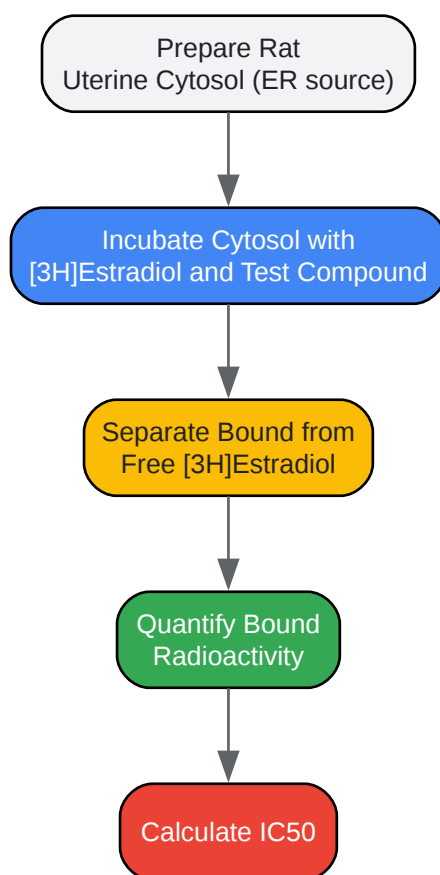 Prepare Rat
Uterine Cytosol (ER source)
Incubate Cytosol with
[3H]Estradiol and Test Compound
Separate Bound from
Free [3H]Estradiol
Quantify Bound
Radioactivity
Calculate IC50